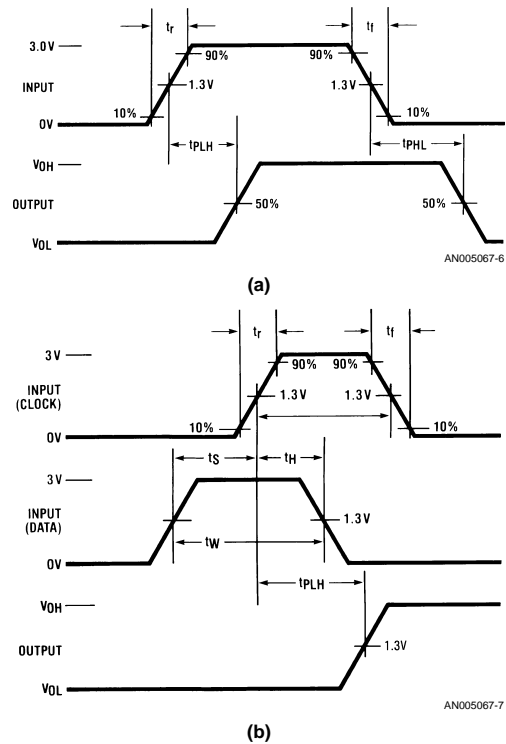 tr tf
3.0V 90% 90%
INPUT 1.3V 1.3V
10% 10%
0V
tPLH tPHL
VOH
OUTPUT 50% 50%
VOL
AN005067-6
(a)
tr tf
3V 90% 90%
INPUT
(CLOCK) 1.3V 1.3V
10% 10%
0V
tS tH
3V
INPUT
(DATA) 1.3V
tW
0V
tPLH
VOH
OUTPUT 1.3V
VOL
AN005067-7
(b)